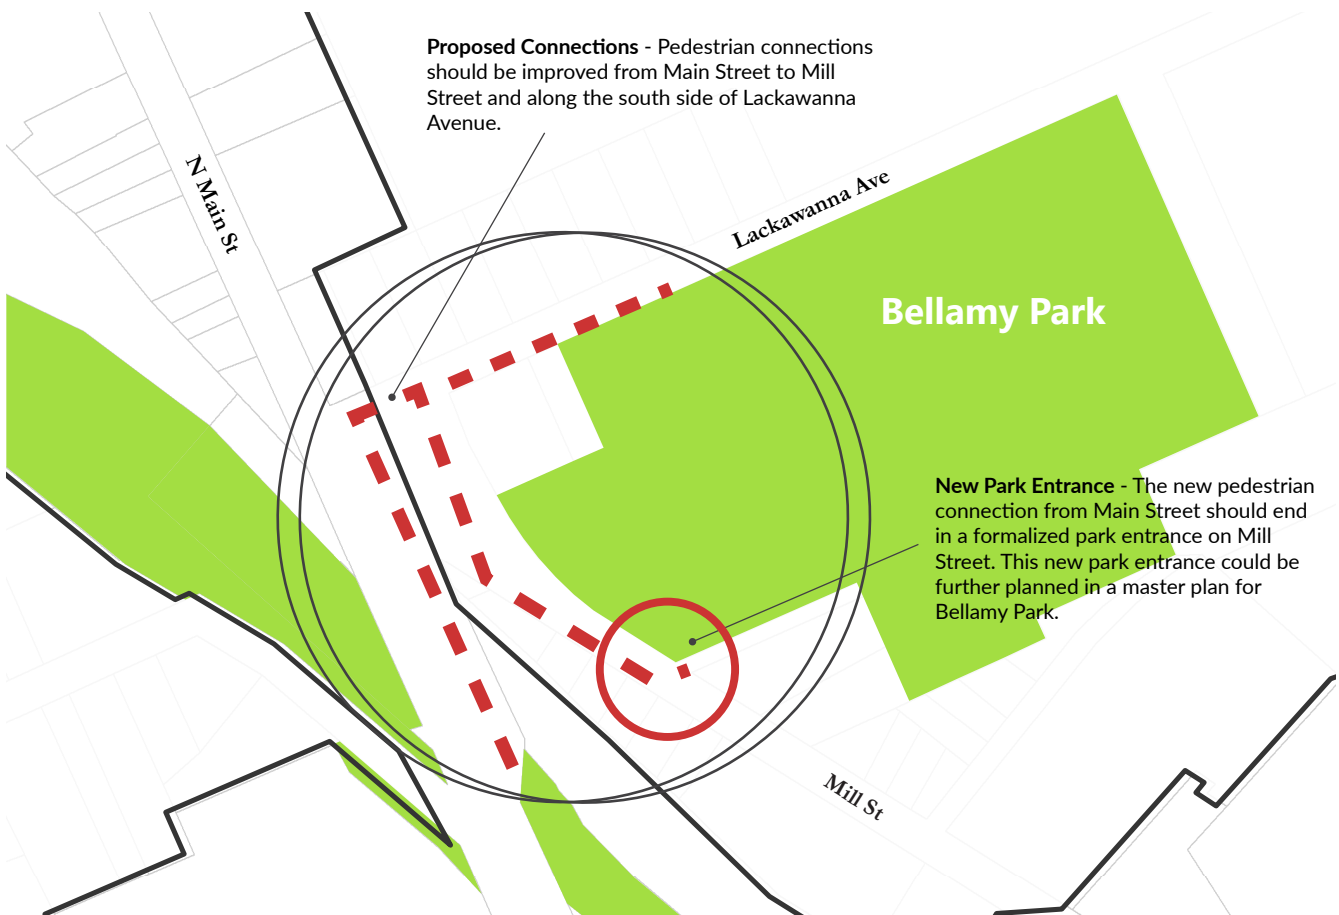 Proposed Connections - Pedestrian connections
should be improved from Main Street to Mill
Street and along the south side of Lackawanna
Avenue.
N Main St
Lackawanna Ave
Bellamy Park
New Park Entrance - The new pedestrian
connection from Main Street should end
in a formalized park entrance on Mill
Street. This new park entrance could be
further planned in a master plan for
Bellamy Park.
Mill St